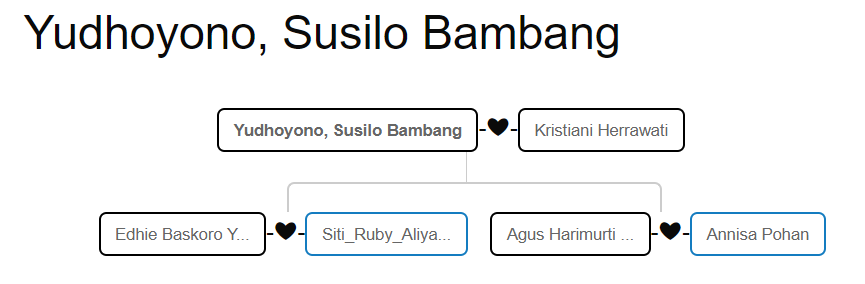 Yudhoyono, Susilo Bambang
Yudhoyono, Susilo Bambang
Kristiani Herrawati
Edhie Baskoro Y...
Siti_Ruby_Aliya...
Agus Harimurti ...
Annisa Pohan